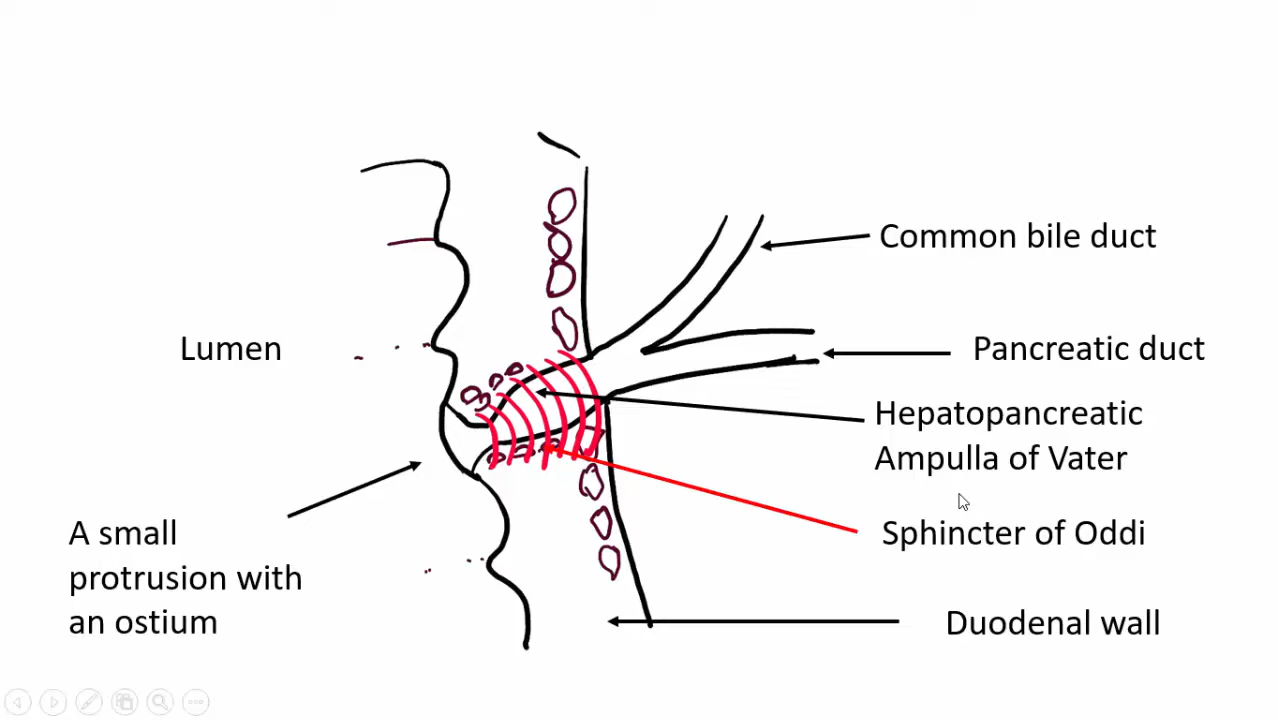 Common bile duct
Lumen
Pancreatic duct
Hepatopancreatic
Ampulla of Vater
A small
protrusion with
an ostium
Sphincter of Oddi
Duodenal wall